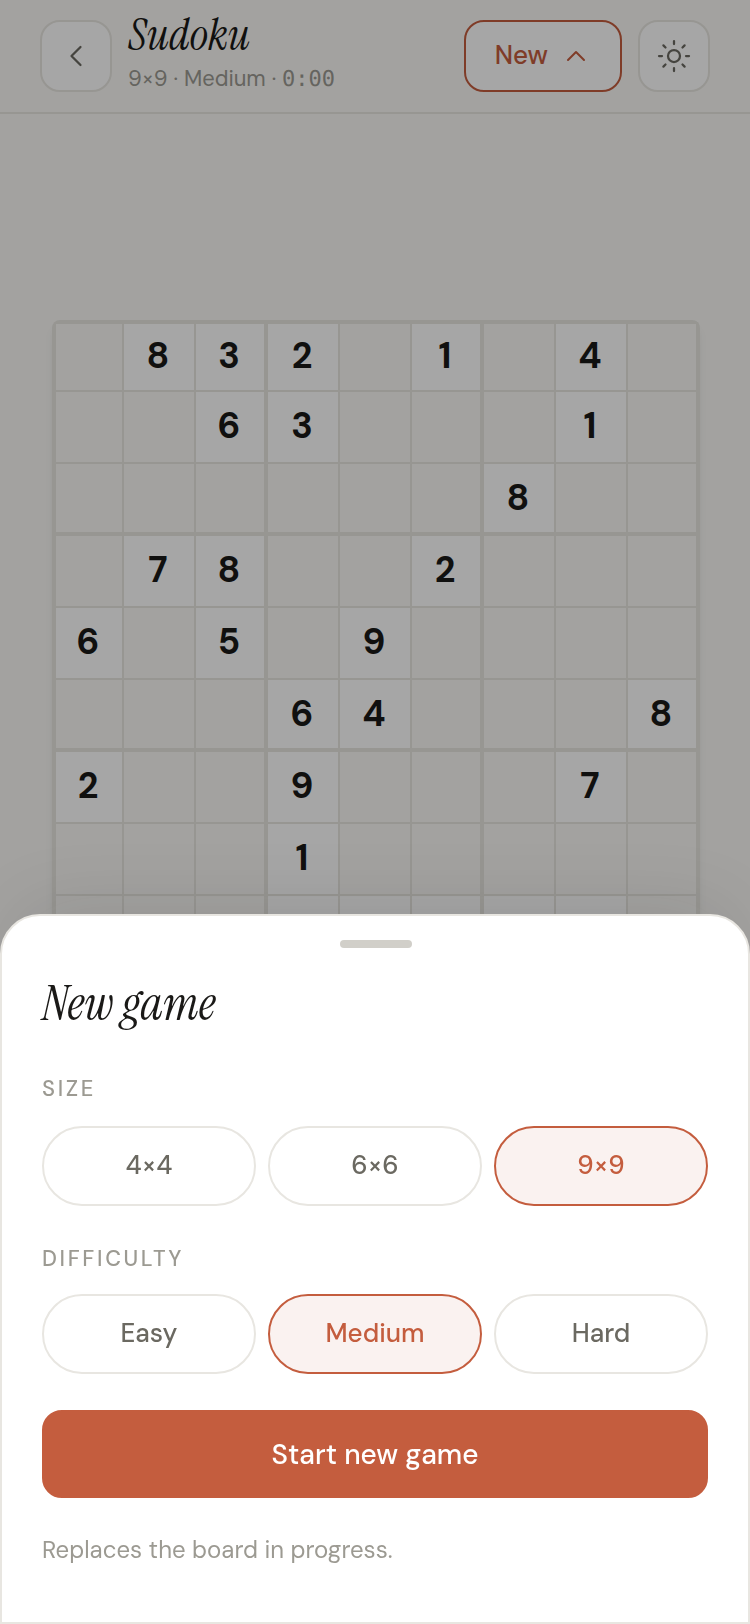 Sudoku
9×9 · Medium · 0:00
New
8 3 2 1 4
6 3 1
8
7 8 2
6 5 9
6 4 8
2 9 7
1
New game
SIZE
4×4 6×6 9×9
DIFFICULTY
Easy Medium Hard
Start new game
Replaces the board in progress.